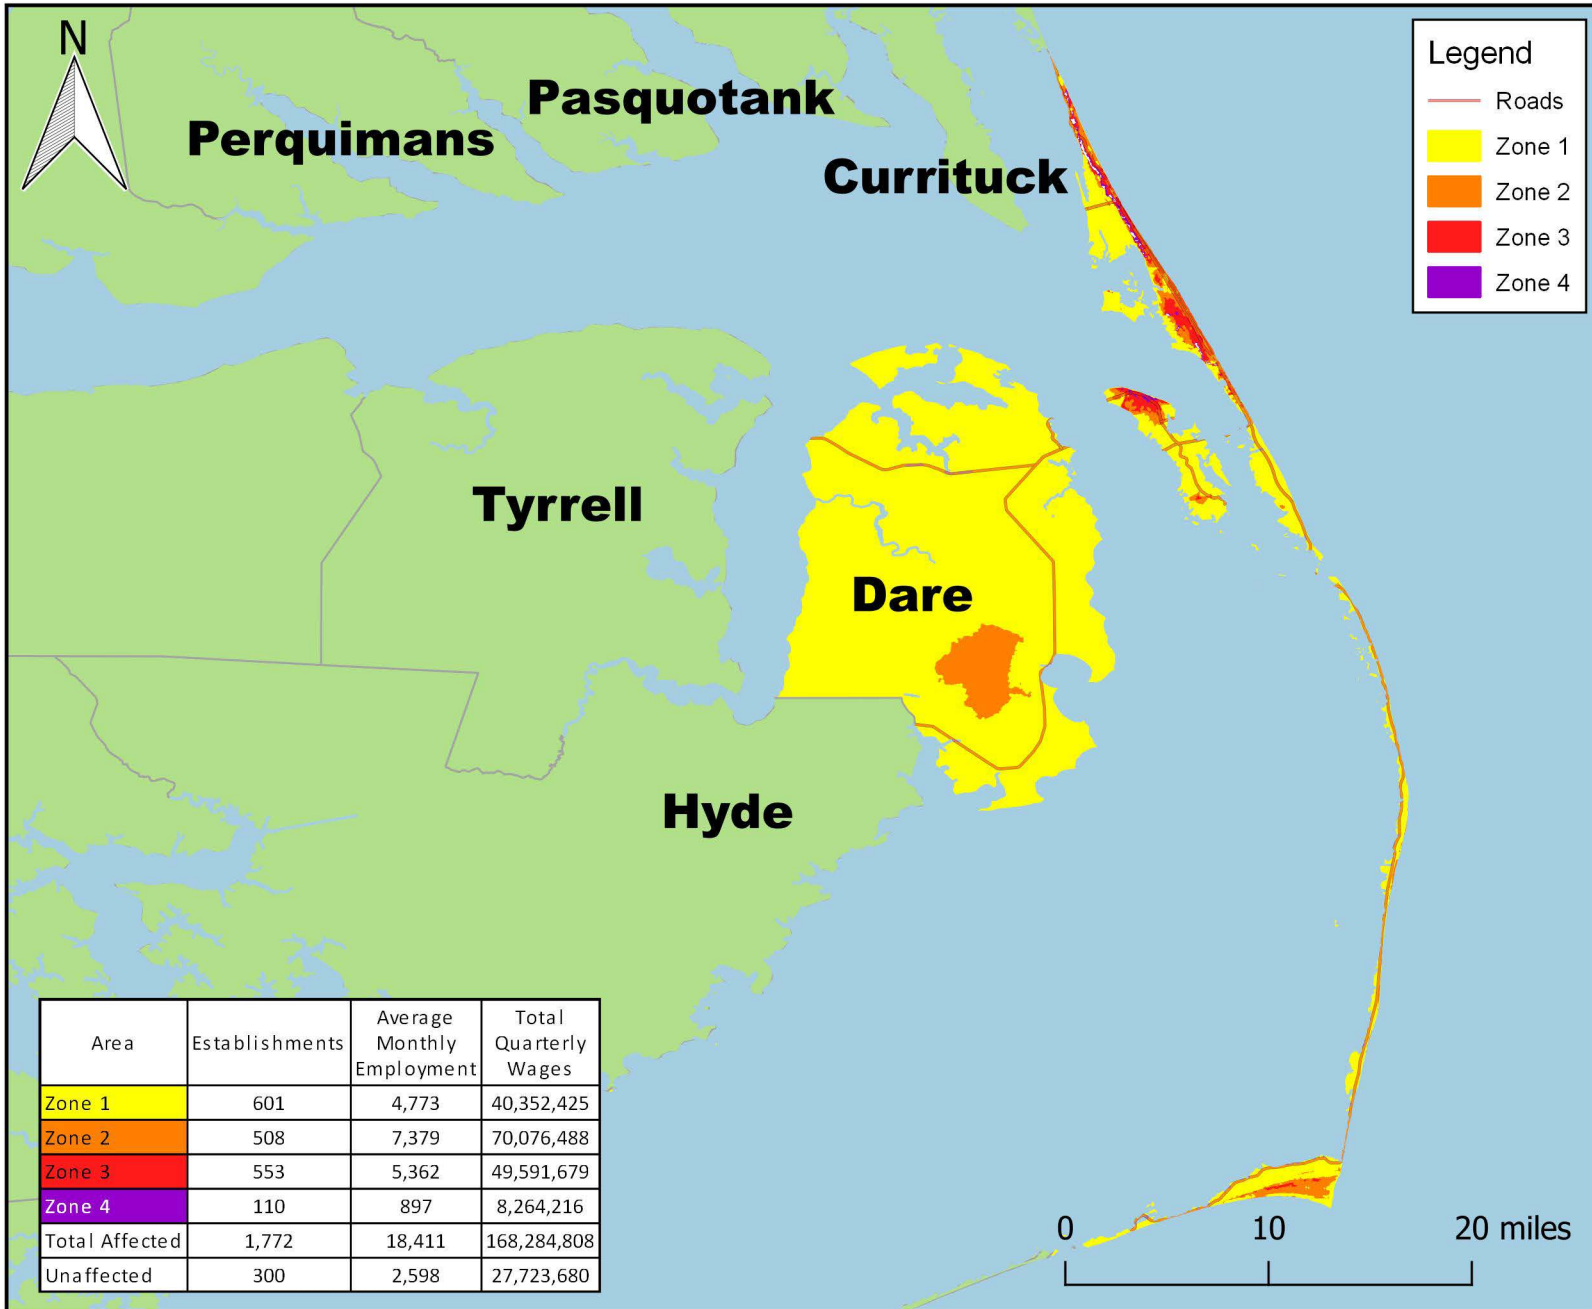 N
Pasquotank
Perquimans
Currituck
Tyrrell
Dare
Hyde
Legend
Roads
Zone 1
Zone 2
Zone 3
Zone 4
Area Establishments Average Monthly Employment Total Quarterly Wages
Zone 1 601 4,773 40,352,425
Zone 2 508 7,379 70,076,488
Zone 3 553 5,362 49,591,679
Zone 4 110 897 8,264,216
Total Affected 1,772 18,411 168,284,808
Unaffected 300 2,598 27,723,680
0 10 20 miles